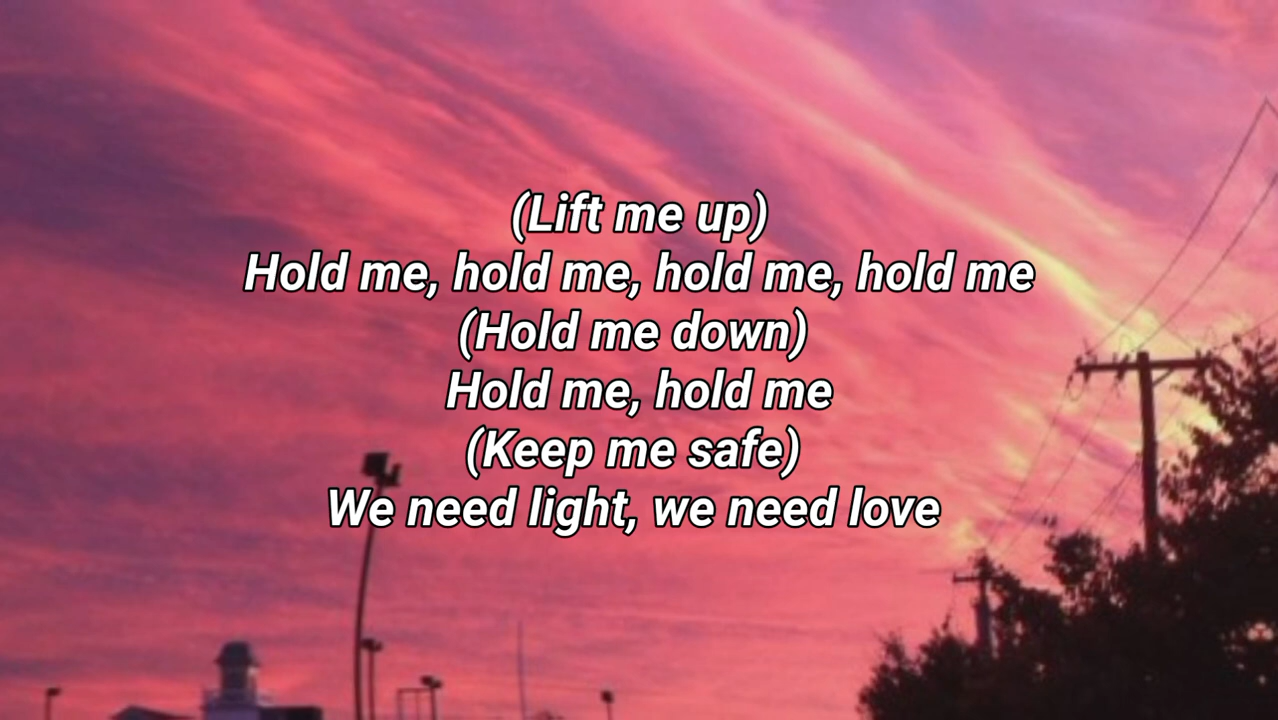 (Lift me up)
Hold me, hold me, hold me, hold me
(Hold me down)
Hold me, hold me
(Keep me safe)
We need light, we need love